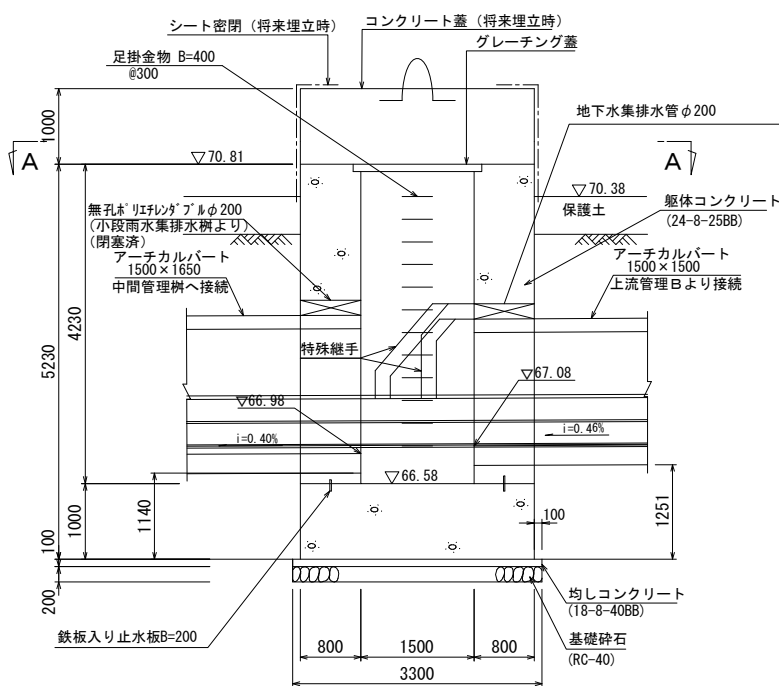 シート密閉（将来埋立時）
コンクリート蓋（将来埋立時）
足掛金物 B=400
@300
グレーチング蓋
地下水集排水管φ200
1000
A
▽70.81
A
▽70.38
保護土
躯体コンクリート
(24-8-25BB)
無孔ﾎﾟﾘｴﾁﾚﾝﾀﾞﾌﾞﾙφ200
(小段雨水集排水桝より)
(閉塞済)
アーチカルバート
1500×1650
中間管理桝へ接続
アーチカルバート
1500×1500
上流管理Ｂより接続
5230
4230
特殊継手
▽67.08
▽66.98
i=0.40%
i=0.46%
▽66.58
1000
1140
100
1251
100
200
均しコンクリート
(18-8-40BB)
鉄板入り止水板B=200
800
1500
800
基礎砕石
(RC-40)
3300